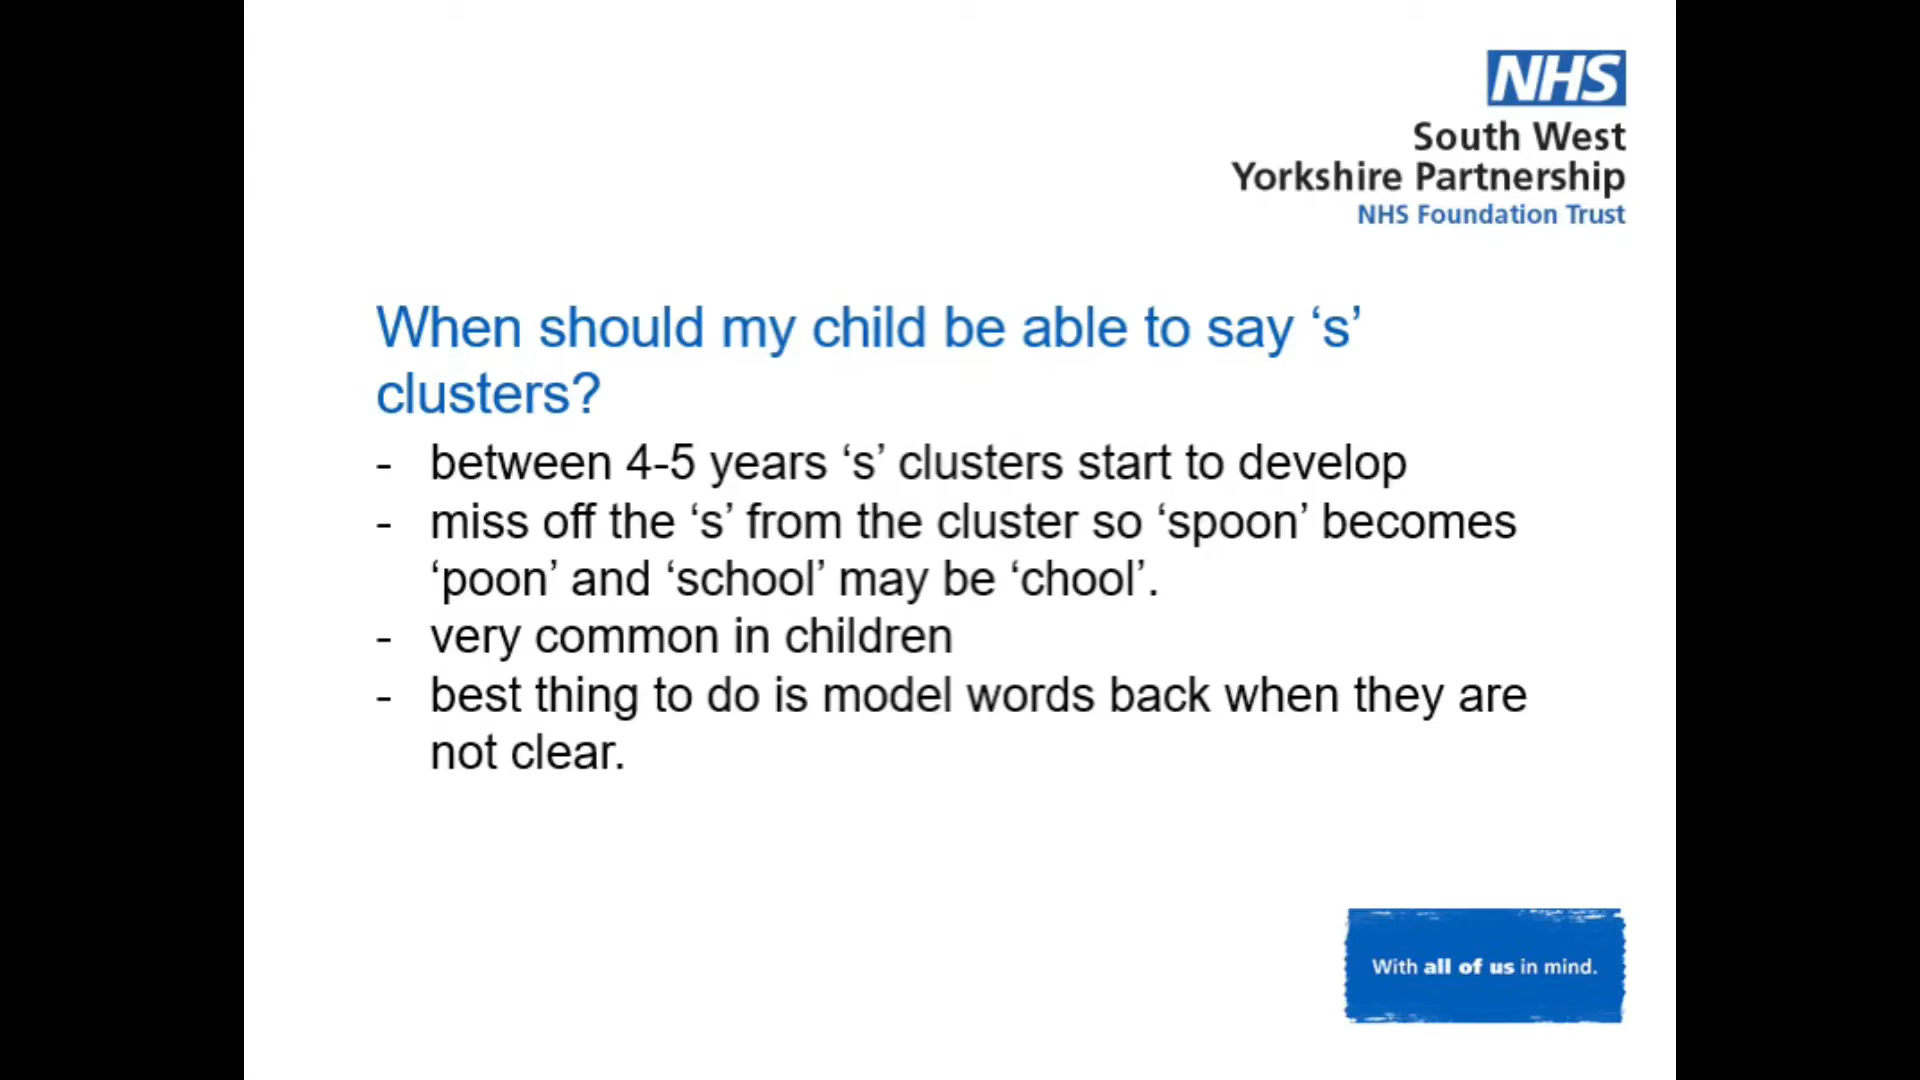 NHS
South West
Yorkshire Partnership
NHS Foundation Trust
When should my child be able to say ‘s’
clusters?
- between 4-5 years ‘s’ clusters start to develop
- miss off the ‘s’ from the cluster so ‘spoon’ becomes
‘poon’ and ‘school’ may be ‘chool’.
- very common in children
- best thing to do is model words back when they are
not clear.
With all of us in mind.